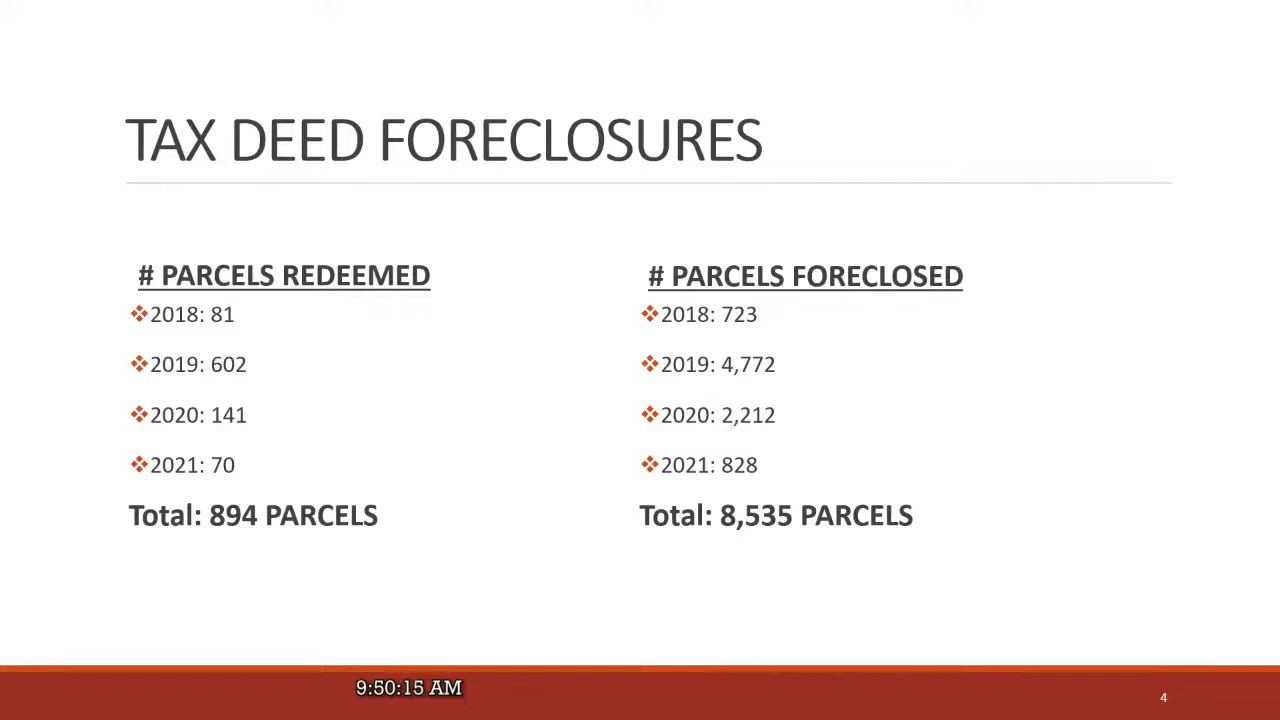 TAX DEED FORECLOSURES
# PARCELS REDEEMED
❖2018: 81
❖2019: 602
❖2020: 141
❖2021: 70
Total: 894 PARCELS
# PARCELS FORECLOSED
❖2018: 723
❖2019: 4,772
❖2020: 2,212
❖2021: 828
Total: 8,535 PARCELS
9:50:15 AM
4